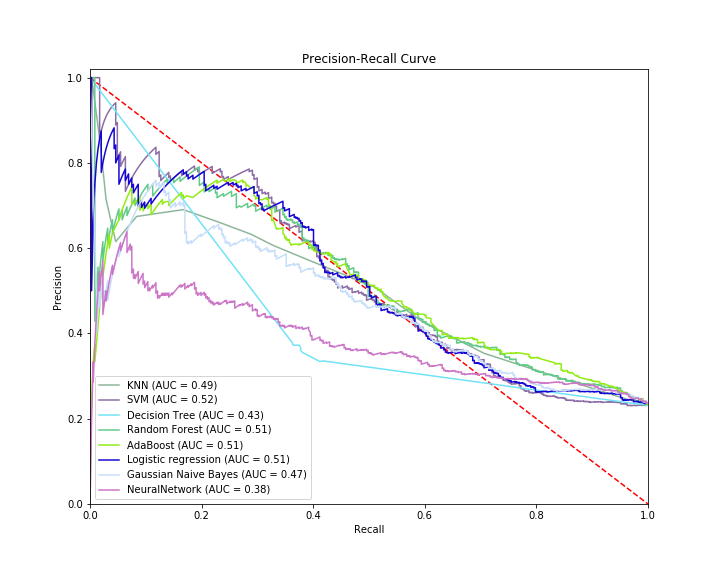 Precision-Recall Curve
1.0
0.8
0.6
0.4
0.2
0.0
Precision
KNN (AUC = 0.49)
SVM (AUC = 0.52)
Decision Tree (AUC = 0.43)
Random Forest (AUC = 0.51)
AdaBoost (AUC = 0.51)
Logistic regression (AUC = 0.51)
Gaussian Naive Bayes (AUC = 0.47)
NeuralNetwork (AUC = 0.38)
0.0 0.2 0.4 0.6 0.8 1.0
Recall